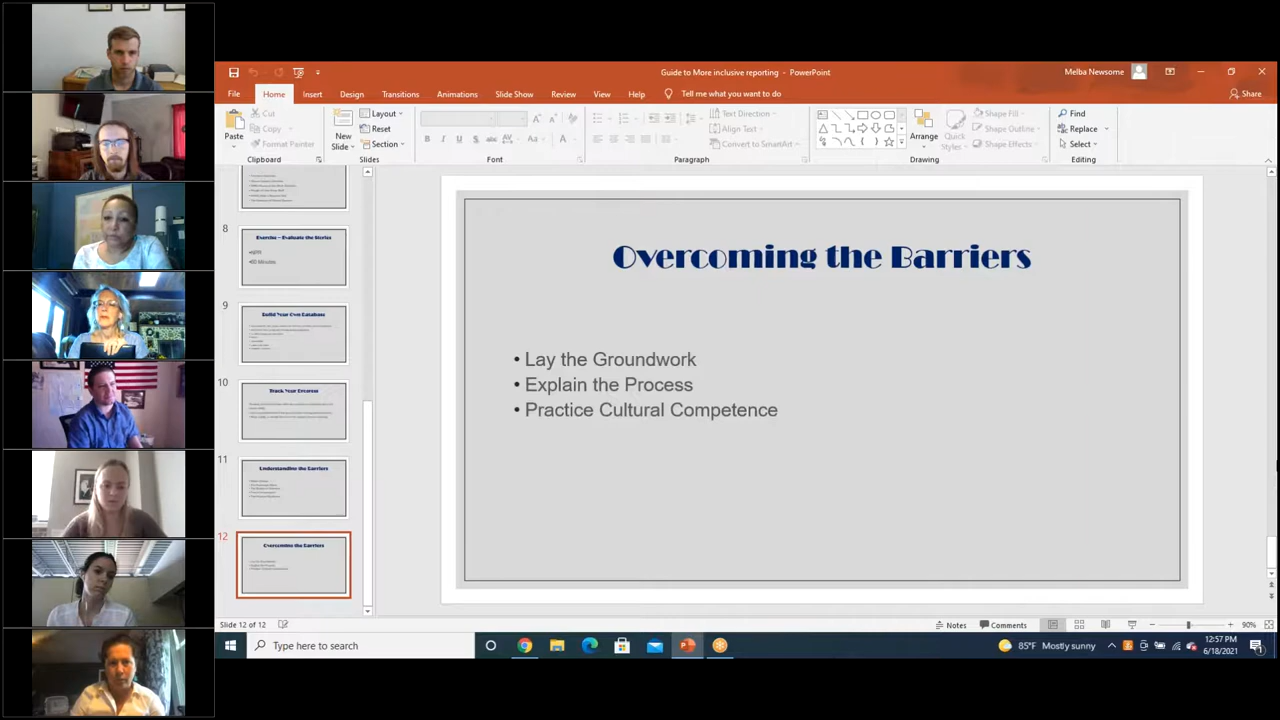 Guide to More inclusive reporting - PowerPoint
Melba Newsome
File Home Insert Design Transitions Animations Slide Show Review View Help Tell me what you want to do
Share
Paste
Cut
Copy
Format Painter
Clipboard
New
Slide
Layout
Reset
Section
Slides
B I U S abc AV Aa A
Font
Text Direction
Align Text
Convert to SmartArt
Paragraph
Arrange
Quick
Styles
Shape Fill
Shape Outline
Shape Effects
Drawing
Find
Replace
Select
Editing
8
Exercise – Evaluate the Stories
9
Build Your Own Database
10
Track Your Progress
11
Understanding the Barriers
12
Overcoming the Barriers
Overcoming the Barriers
• Lay the Groundwork
• Explain the Process
• Practice Cultural Competence
Slide 12 of 12
Notes
Comments
90%
Type here to search
85°F Mostly sunny
12:57 PM
6/18/2021